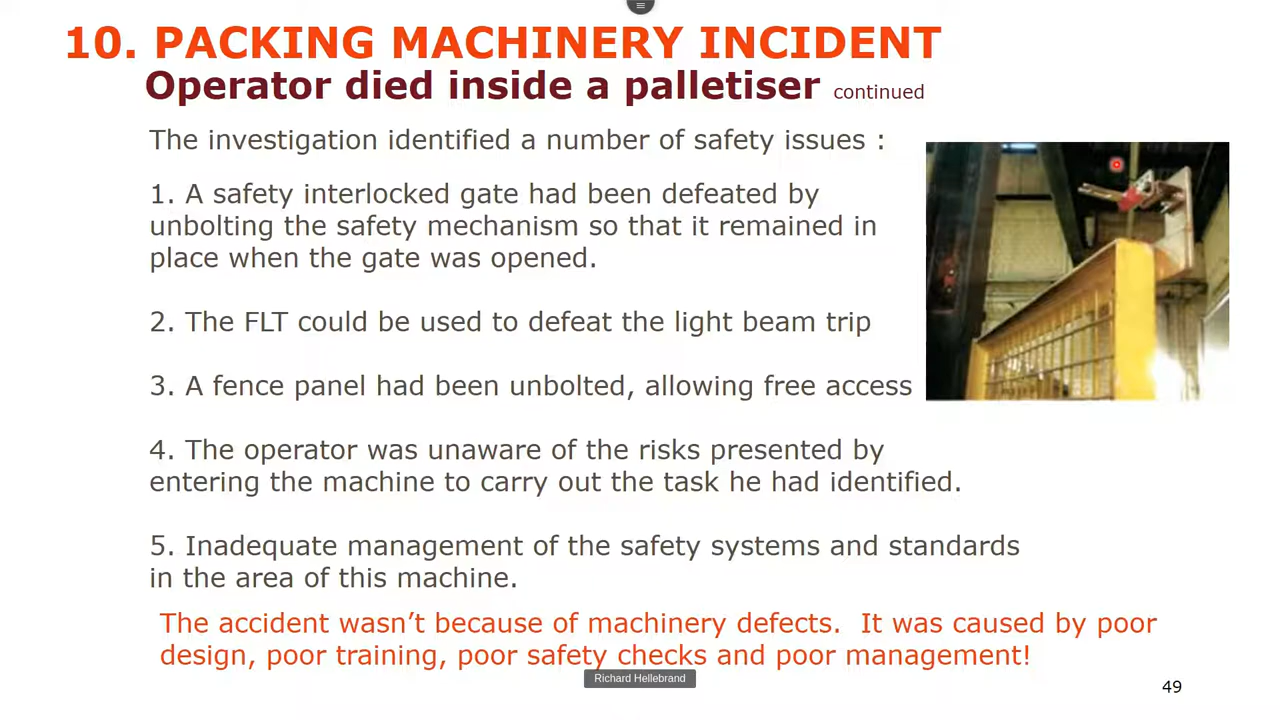 10. PACKING MACHINERY INCIDENT
Operator died inside a palletiser continued
The investigation identified a number of safety issues :
1. A safety interlocked gate had been defeated by
unbolting the safety mechanism so that it remained in
place when the gate was opened.
2. The FLT could be used to defeat the light beam trip
3. A fence panel had been unbolted, allowing free access
4. The operator was unaware of the risks presented by
entering the machine to carry out the task he had identified.
5. Inadequate management of the safety systems and standards
in the area of this machine.
The accident wasn’t because of machinery defects. It was caused by poor
design, poor training, poor safety checks and poor management!
Richard Hellebrand
49